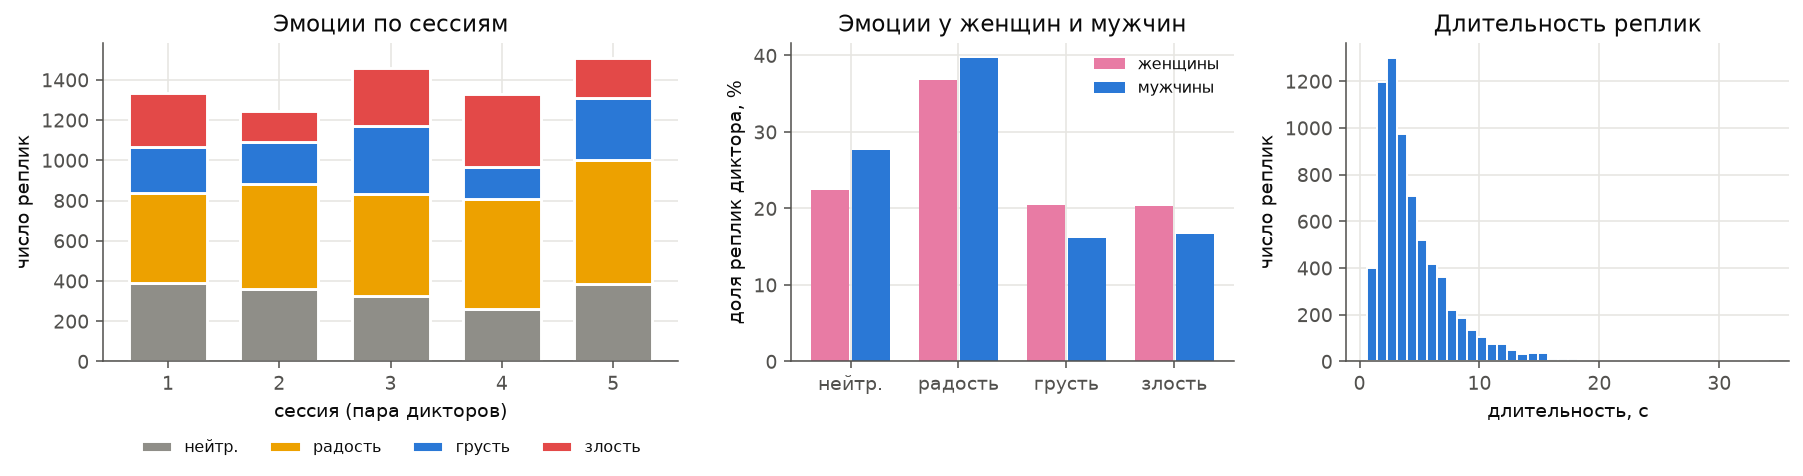 Эмоции по сессиям
число реплик
1400
1200
1000
800
600
400
200
0
1 2 3 4 5
сессия (пара дикторов)
нейтр. радость грусть злость
Эмоции у женщин и мужчин
доля реплик диктора, %
40
30
20
10
0
женщины
мужчины
нейтр. радость грусть злость
Длительность реплик
число реплик
1200
1000
800
600
400
200
0
0 10 20 30
длительность, с